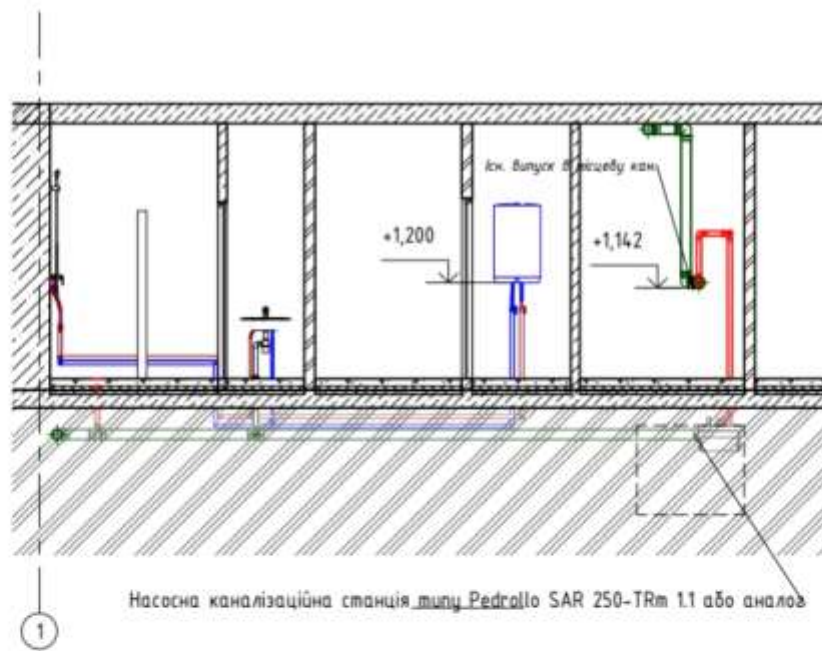 Існ. випуск в місцеву кан.
+1,200
+1,142
Насосна каналізаційна станція типу Pedrollo SAR 250-TRm 1.1 або аналог
1